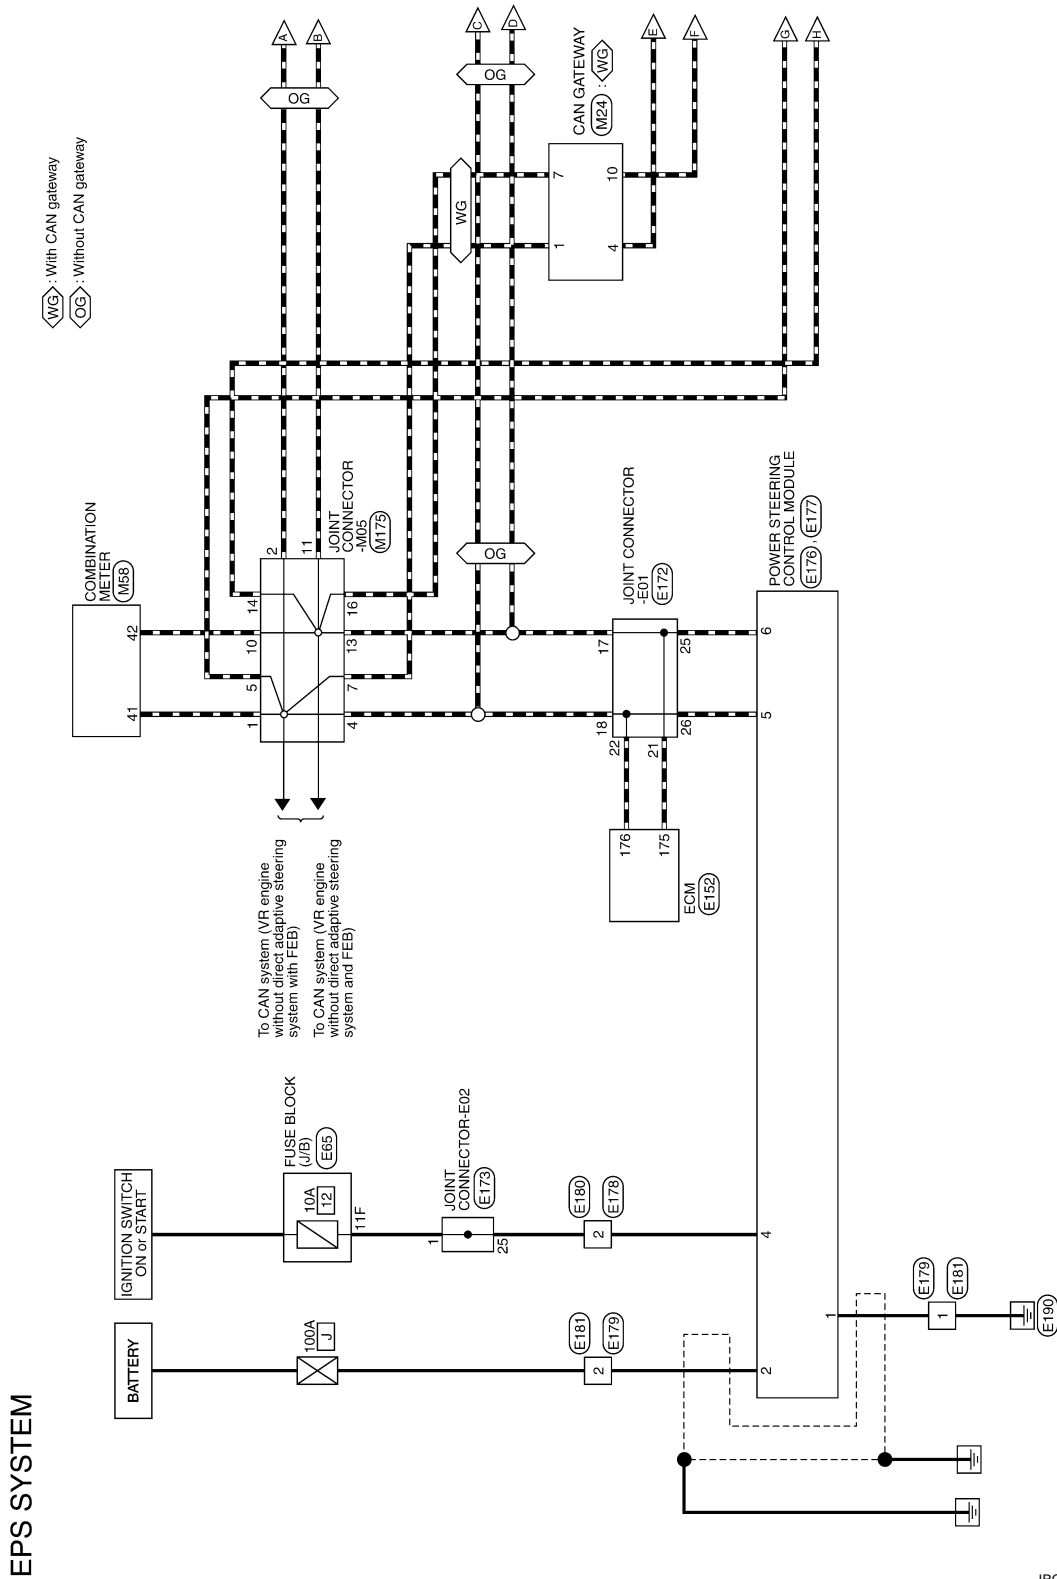 EPS SYSTEM
BATTERY
100A
J
E181
E179
2
2
IGNITION SWITCH
ON or START
FUSE BLOCK
(J/B)
E65
10A
12
11F
JOINT
CONNECTOR-E02
E173
1
25
E180
E178
2
4
1
E179
E181
1
E190
WG : With CAN gateway
OG : Without CAN gateway
COMBINATION
METER
M58
41
42
1
5
10
14
2
11
4
7
13
16
JOINT
CONNECTOR
-M05
M175
To CAN system (VR engine
without direct adaptive steering
system with FEB)
To CAN system (VR engine
without direct adaptive steering
system and FEB)
OG
A
B
OG
C
D
OG
WG
CAN GATEWAY
M24 : WG
1
7
4
10
E
F
G
H
JOINT CONNECTOR
-E01
E172
18
17
22
21
26
25
ECM
E152
176
175
POWER STEERING
CONTROL MODULE
E176 , E177
5
6